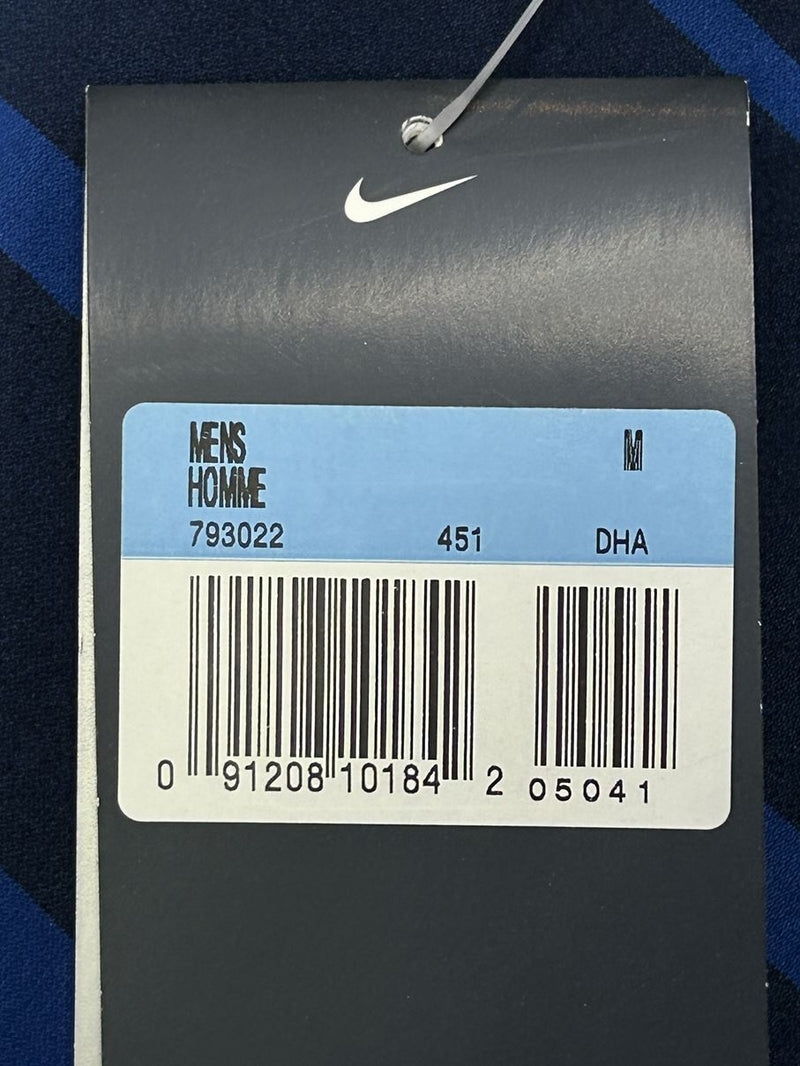 MENS M
HOMME
793022 451 DHA
0 91208 10184 2 05041